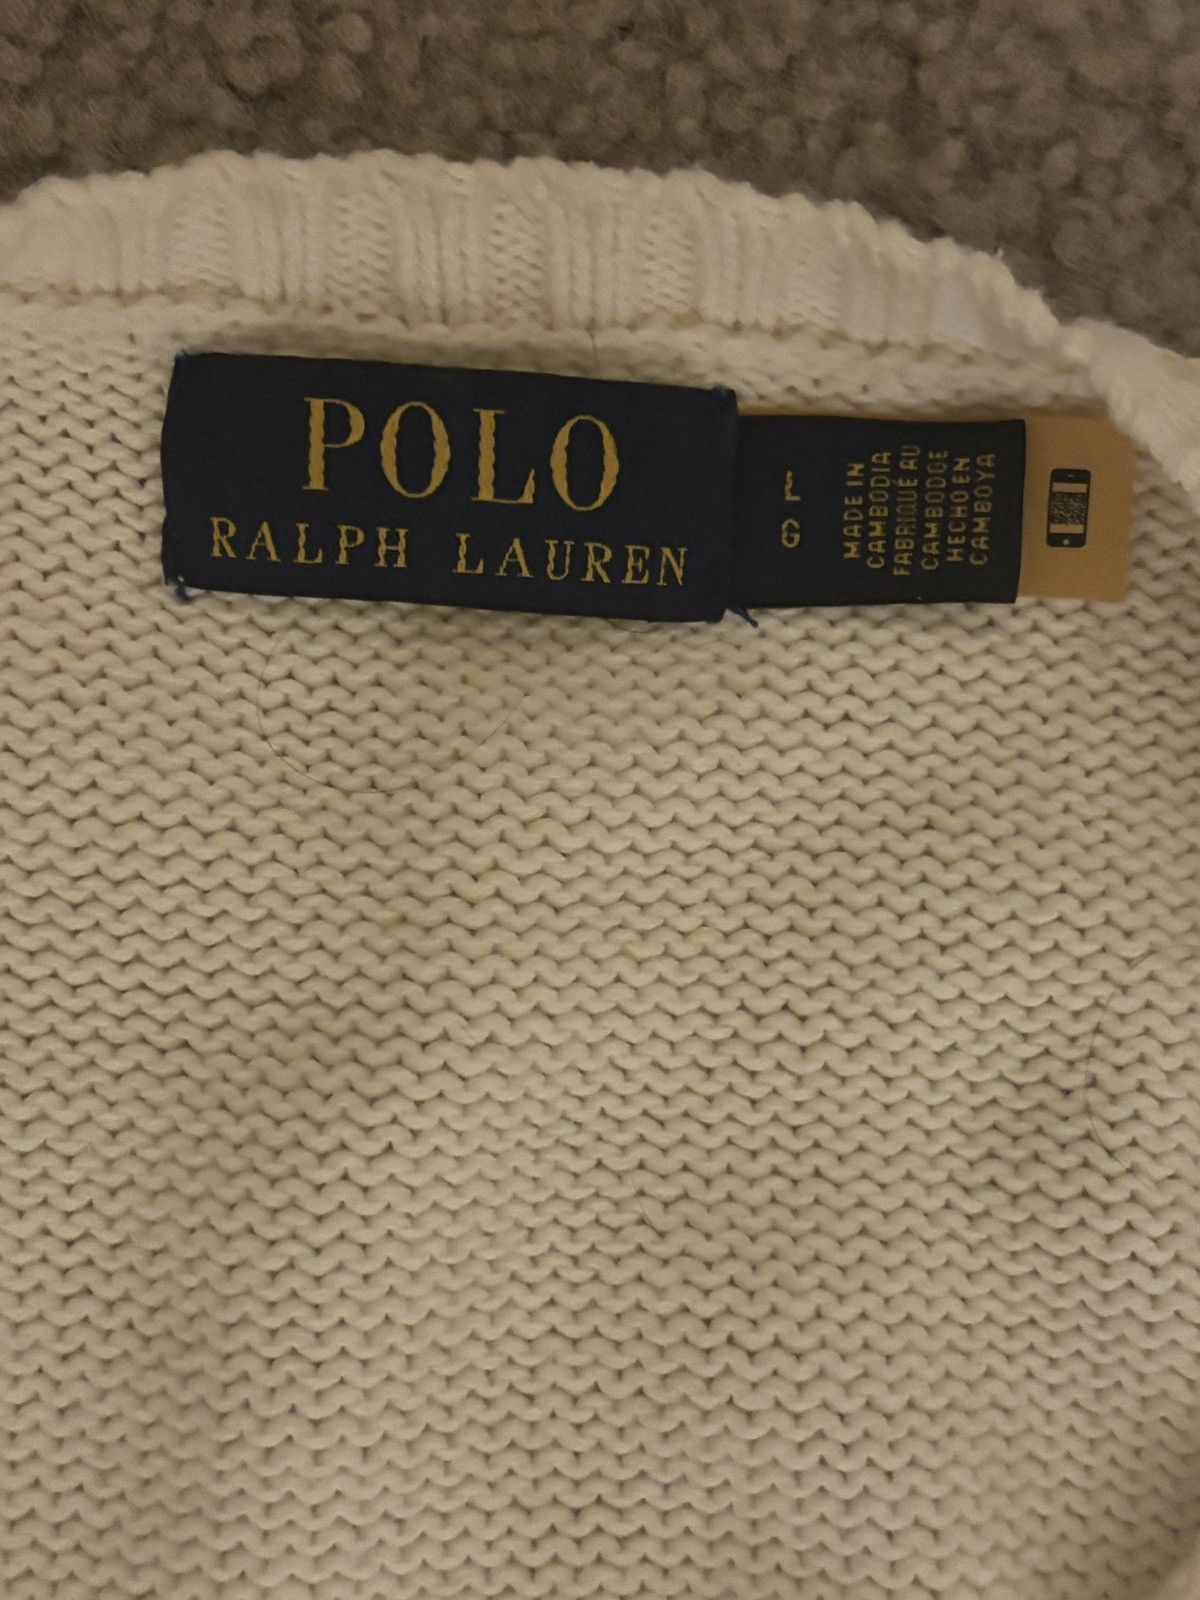 POLO
RALPH LAUREN
L
G
MADE IN
CAMBODIA
FABRIQUÉ AU
CAMBODGE
HECHO EN
CAMBOYA